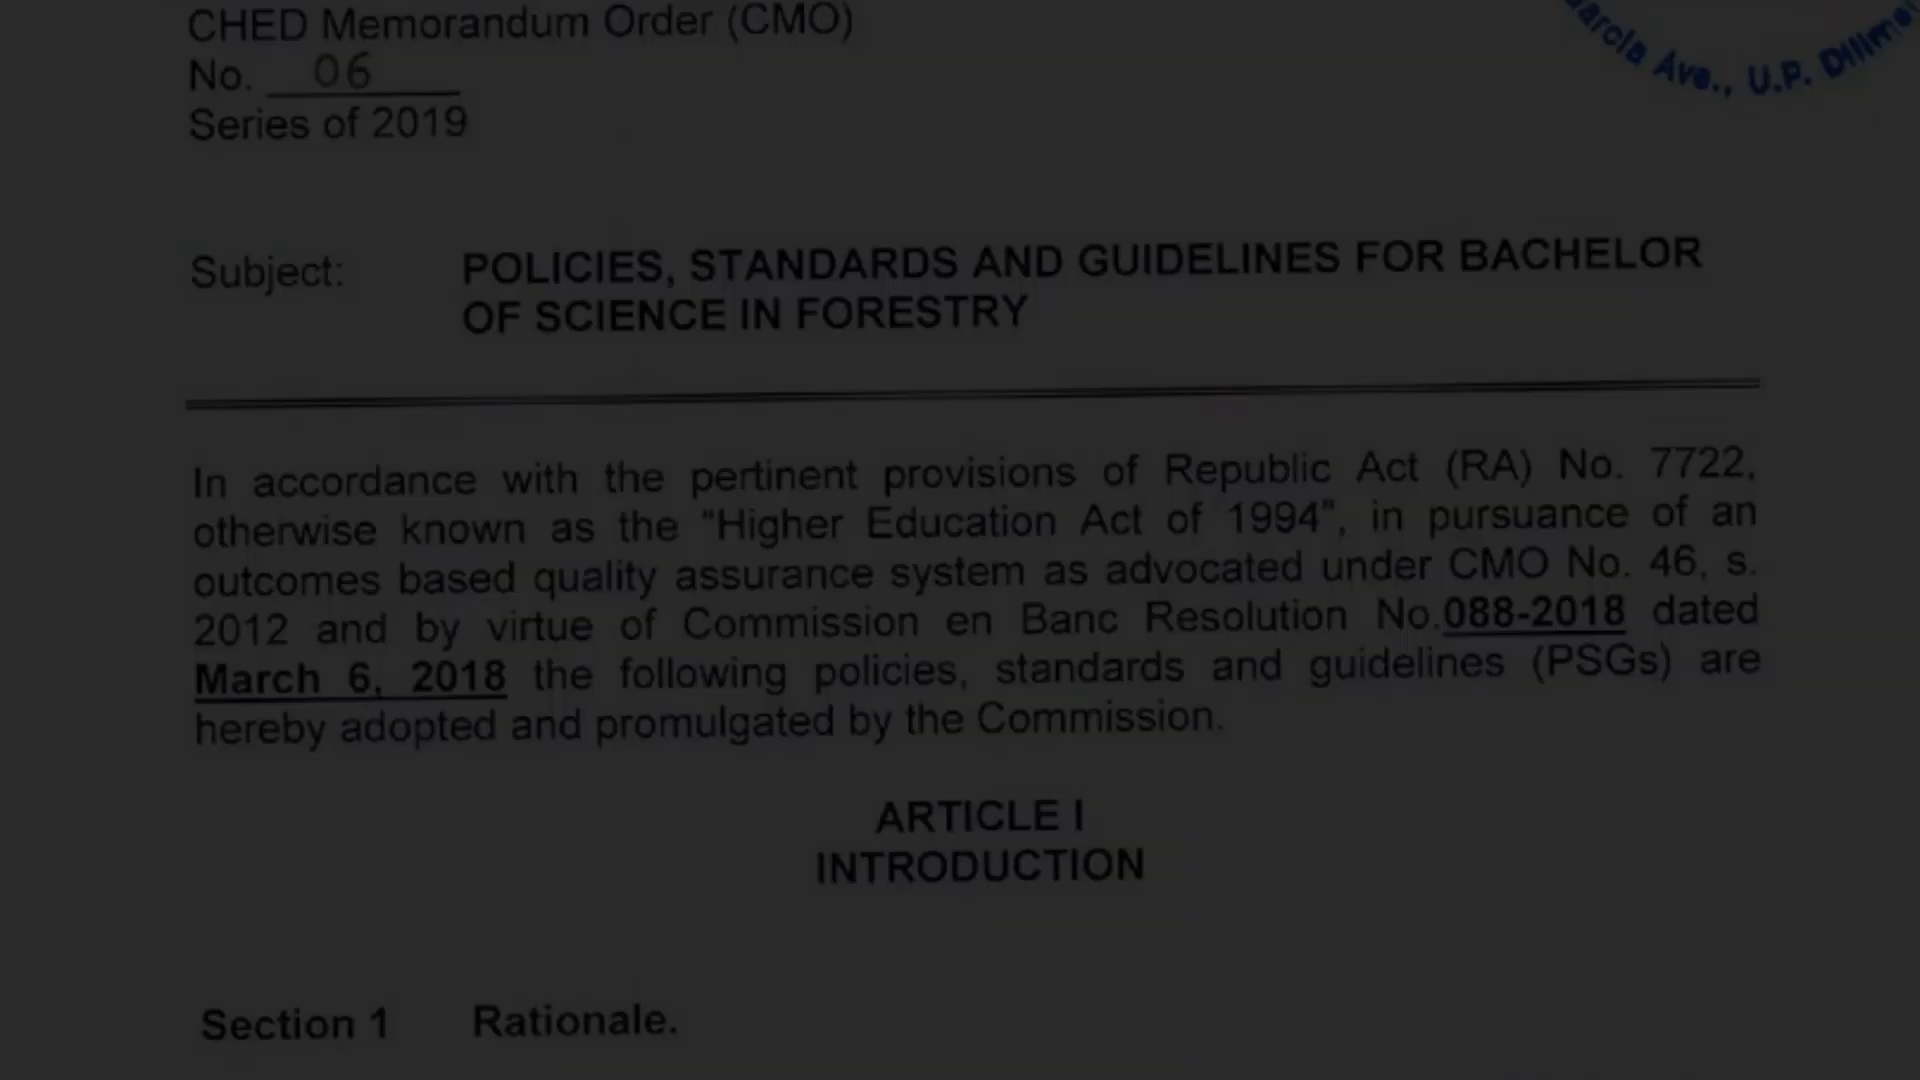 CHED Memorandum Order (CMO)
No. 06
Series of 2019
Garcia Ave., U.P. Diliman
Subject: POLICIES, STANDARDS AND GUIDELINES FOR BACHELOR
OF SCIENCE IN FORESTRY
In accordance with the pertinent provisions of Republic Act (RA) No. 7722,
otherwise known as the "Higher Education Act of 1994", in pursuance of an
outcomes based quality assurance system as advocated under CMO No. 46, s.
2012 and by virtue of Commission en Banc Resolution No.088-2018 dated
March 6, 2018 the following policies, standards and guidelines (PSGs) are
hereby adopted and promulgated by the Commission.
ARTICLE I
INTRODUCTION
Section 1 Rationale.